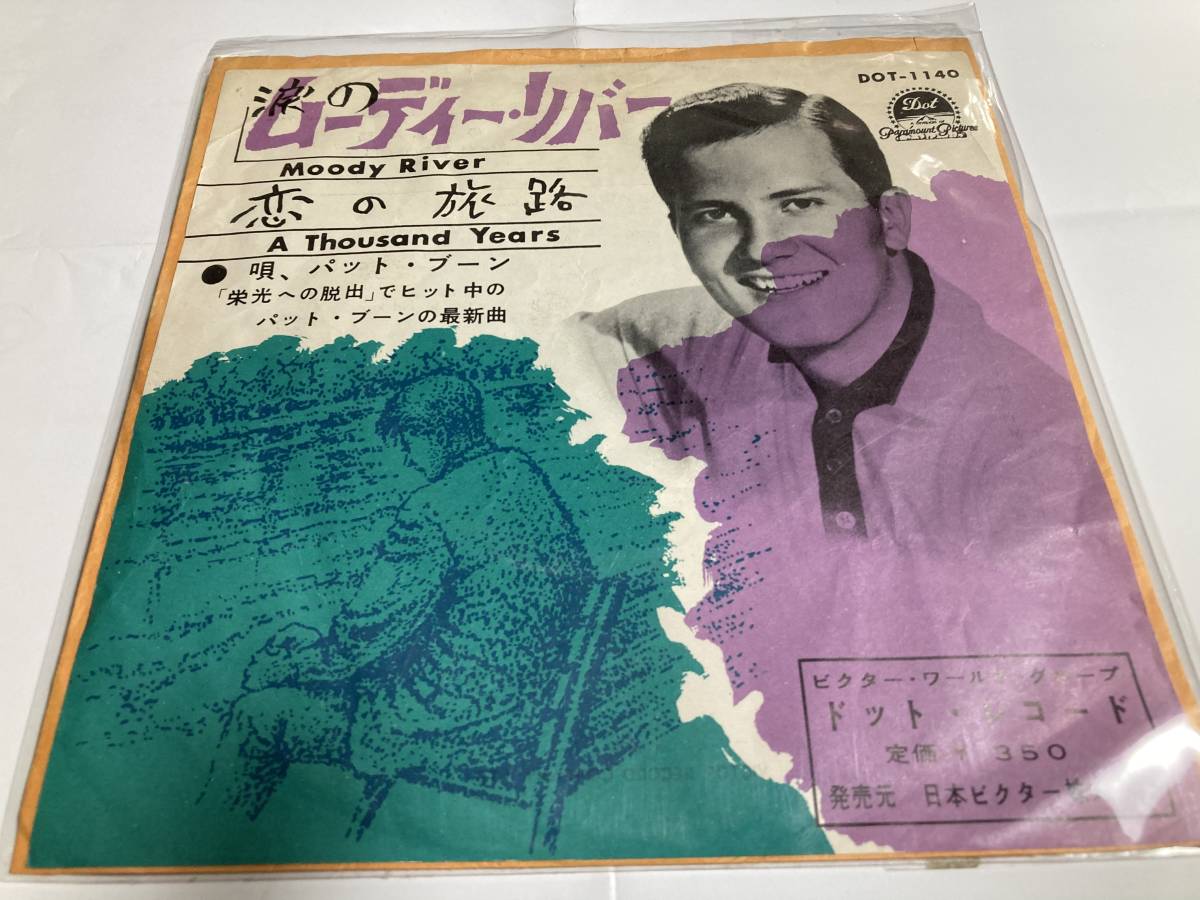 涙の
ムーディー・リバー
DOT-1140
Dot
Paramount Pictures
Moody River
恋の旅路
A Thousand Years
●唄、パット・ブーン
「栄光への脱出」でヒット中の
パット・ブーンの最新曲
ビクター・ワールド グループ
ドット・レコード
定価 ¥ 350
発売元 日本ビクター株